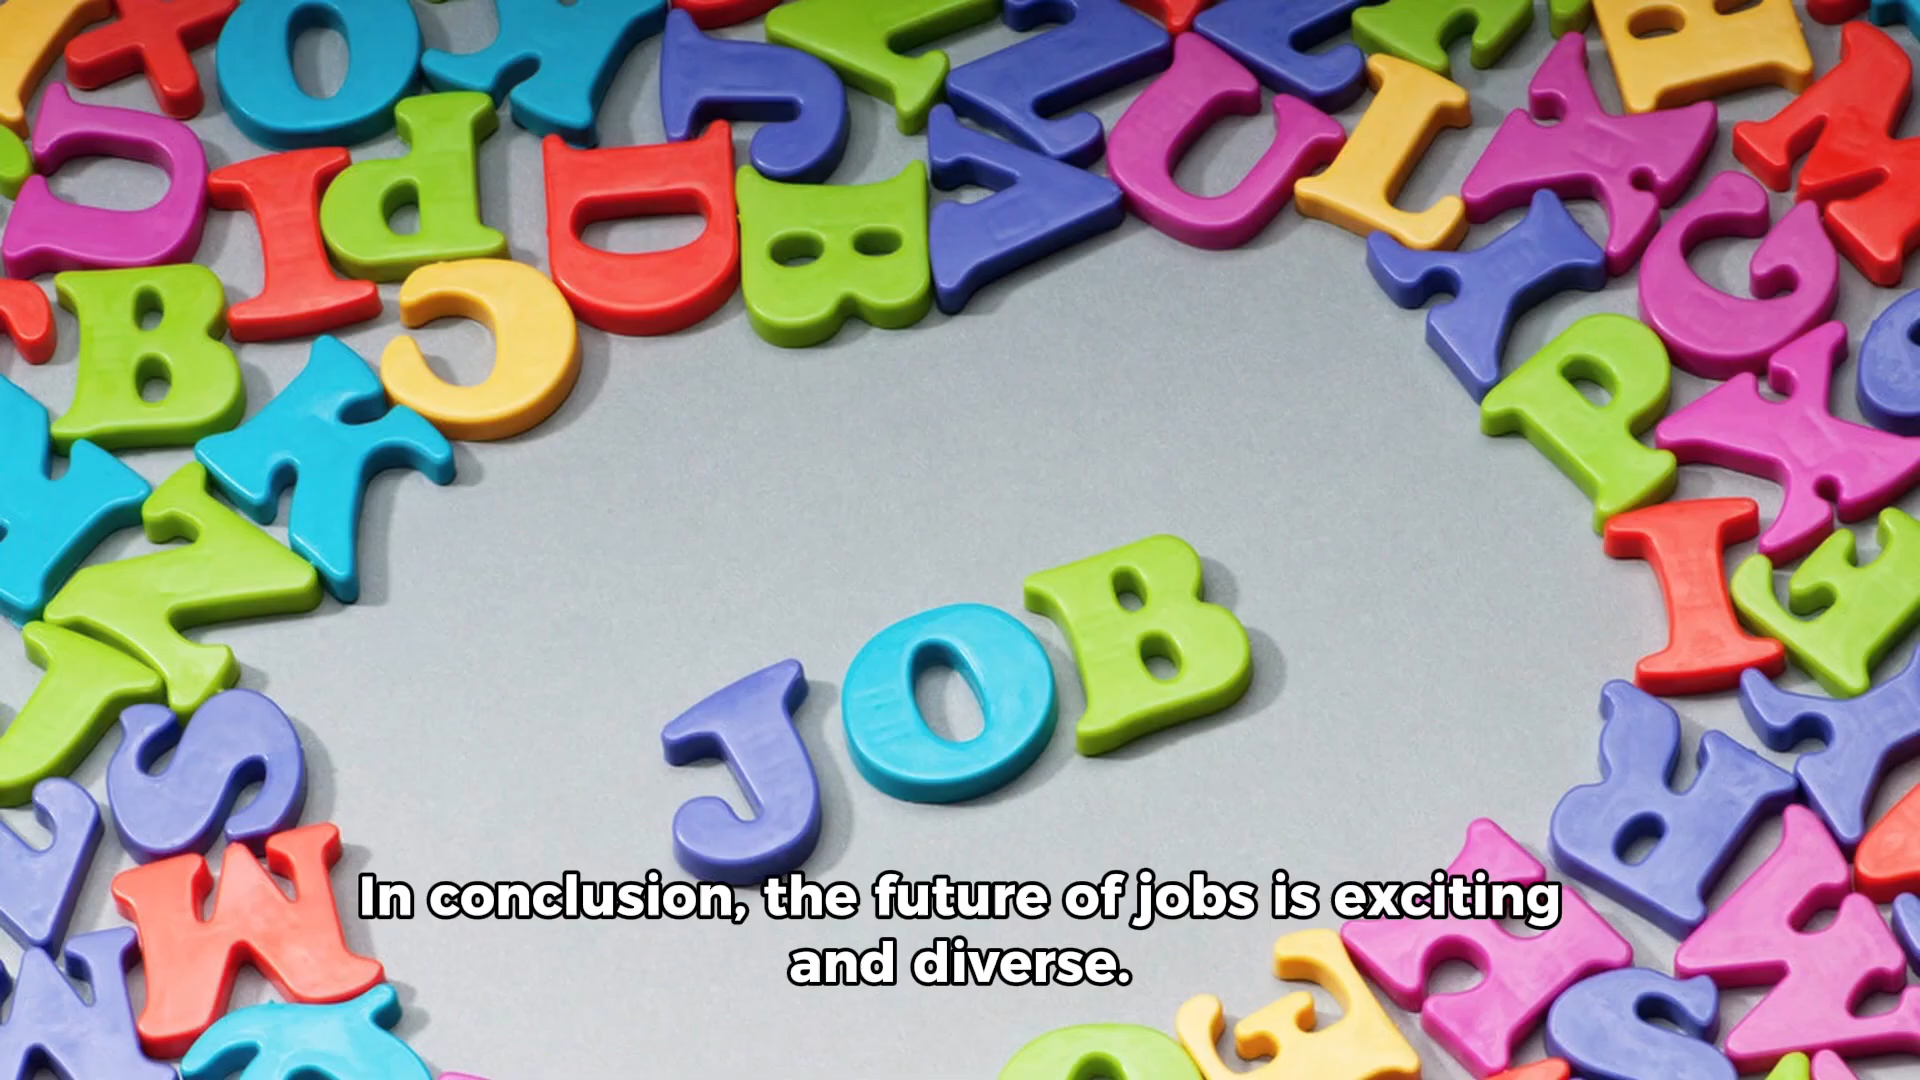 JOB
In conclusion, the future of jobs is exciting
and diverse.